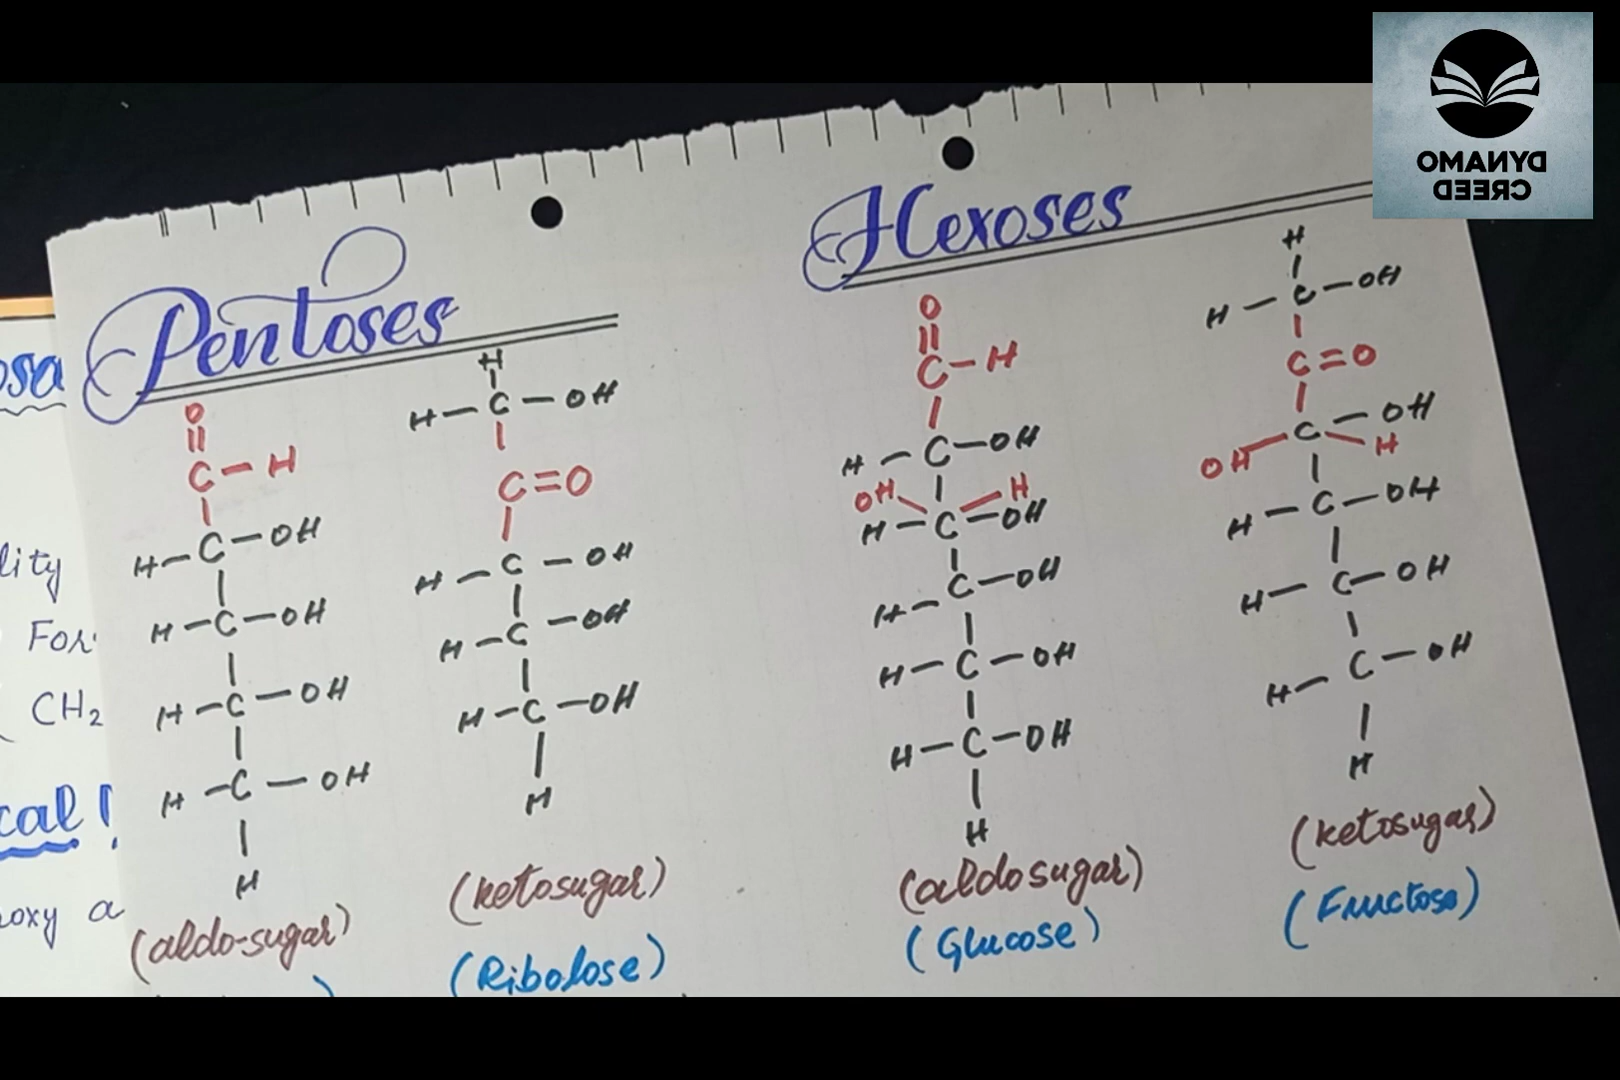 DYNAMO
CREED
Pentoses
Hexoses
osa
lity
For
CH2
cal!
oxy a
O
C-H
H-C-OH
H-C-OH
H-C-OH
H-C-OH
H
(aldo-sugar)
H
H-C-OH
C=O
H-C-OH
H-C-OH
H-C-OH
H
(ketosugar)
(Ribolose)
O
C-H
H-C-OH
OH H
H-C-OH
H-C-OH
H-C-OH
H-C-OH
H
(aldosugar)
(Glucose)
H
H-C-OH
C=O
C-OH
OH H
H-C-OH
H-C-OH
H-C-OH
H
(ketosugar)
(Fructose)